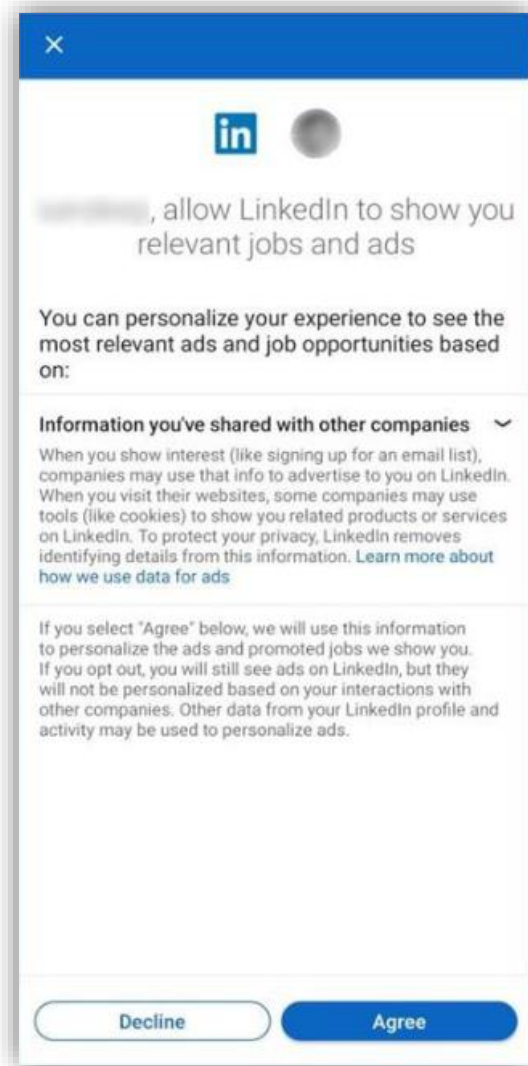 in
, allow LinkedIn to show you
relevant jobs and ads
You can personalize your experience to see the
most relevant ads and job opportunities based
on:
Information you've shared with other companies
When you show interest (like signing up for an email list),
companies may use that info to advertise to you on LinkedIn.
When you visit their websites, some companies may use
tools (like cookies) to show you related products or services
on LinkedIn. To protect your privacy, LinkedIn removes
identifying details from this information. Learn more about
how we use data for ads
If you select "Agree" below, we will use this information
to personalize the ads and promoted jobs we show you.
If you opt out, you will still see ads on LinkedIn, but they
will not be personalized based on your interactions with
other companies. Other data from your LinkedIn profile and
activity may be used to personalize ads.
Decline
Agree